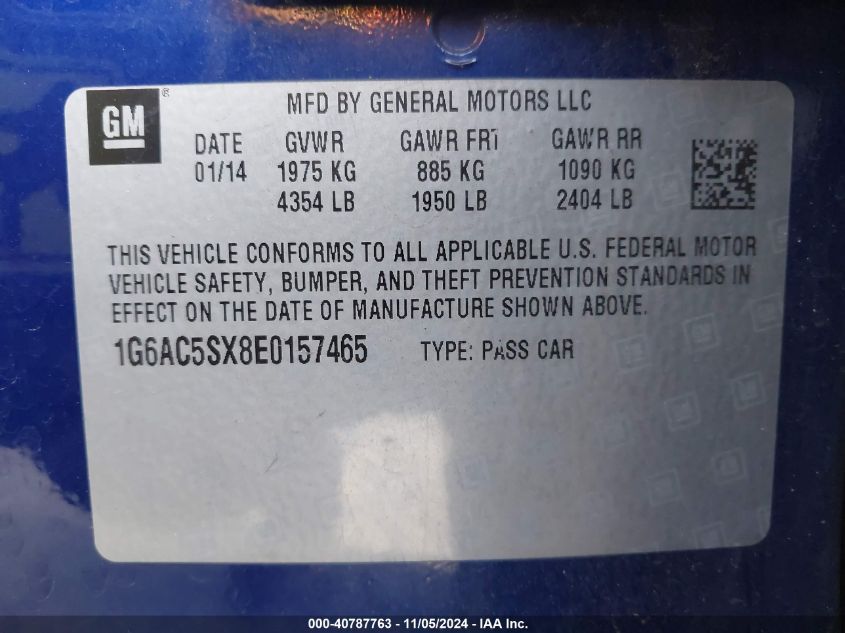 GM ®
MFD BY GENERAL MOTORS LLC
DATE GVWR GAWR FRT GAWR RR
01/14 1975 KG 885 KG 1090 KG
4354 LB 1950 LB 2404 LB
THIS VEHICLE CONFORMS TO ALL APPLICABLE U.S. FEDERAL MOTOR
VEHICLE SAFETY, BUMPER, AND THEFT PREVENTION STANDARDS IN
EFFECT ON THE DATE OF MANUFACTURE SHOWN ABOVE.
1G6AC5SX8E0157465 TYPE: PASS CAR
000-40787763 - 11/05/2024 - IAA Inc.